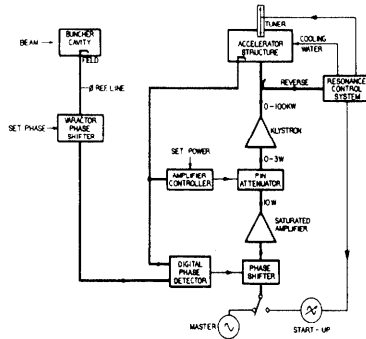 TUNER
BUNCHER
CAVITY
BEAM
FIELD
ACCELERATOR
STRUCTURE
COOLING
WATER
Ø REF LINE
REVERSE
RESONANCE
CONTROL
SYSTEM
0-100KW
SET PHASE
VARACTOR
PHASE
SHIFTER
KLYSTRON
SET POWER
0-3W
AMPLIFIER
CONTROLLER
PIN
ATTENUATOR
10W
SATURATED
AMPLIFIER
DIGITAL
PHASE
DETECTOR
PHASE
SHIFTER
MASTER
START-UP